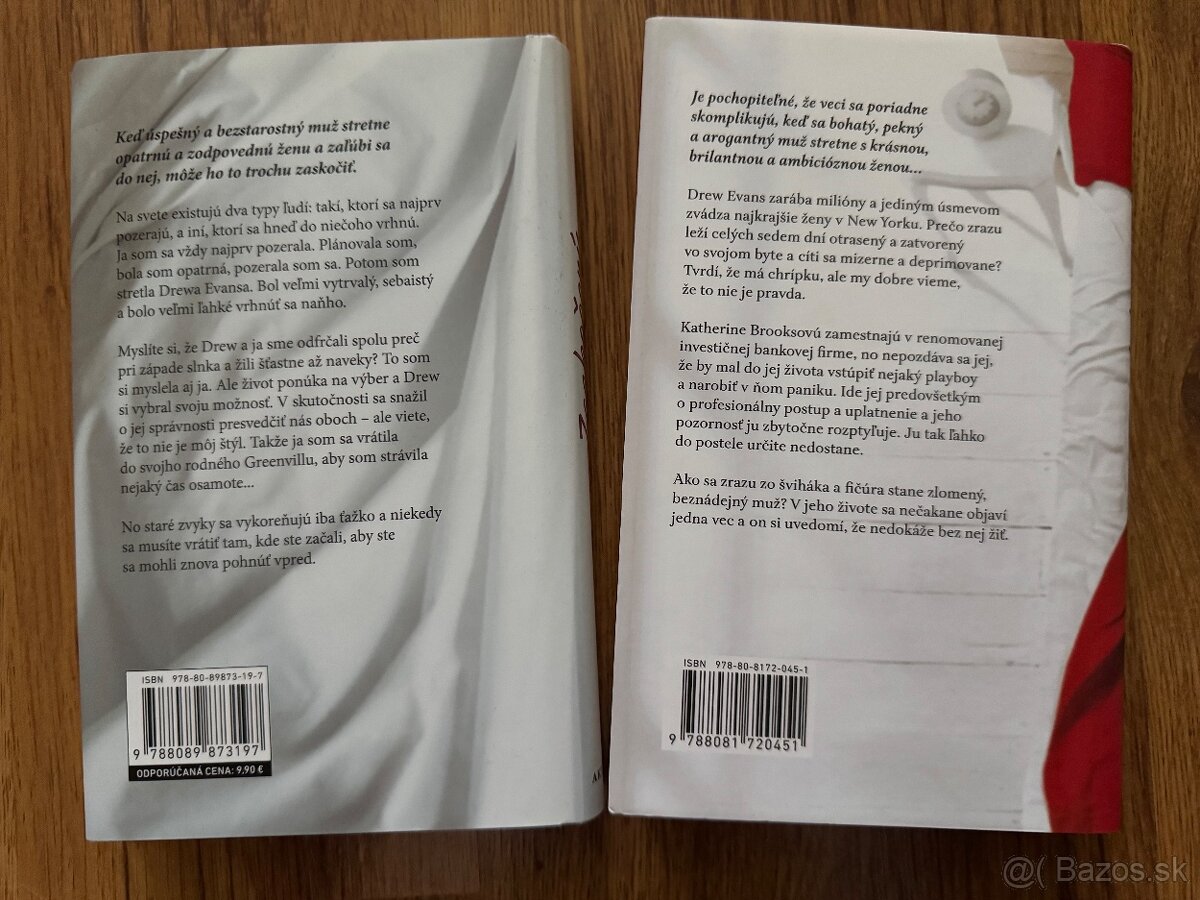 Keď úspešný a bezstarostný muž stretne
opatrnú a zodpovednú ženu a zaľúbi sa
do nej, môže ho to trochu zaskočiť.
Na svete existujú dva typy ľudí: takí, ktorí sa najprv
pozerajú, a iní, ktorí sa hneď do niečoho vrhnú.
Ja som sa vždy najprv pozerala. Plánovala som,
bola som opatrná, pozerala som sa. Potom som
stretla Drewa Evansa. Bol veľmi vytrvalý, sebaistý
a bolo veľmi ľahké vrhnúť sa naňho.
Myslíte si, že Drew a ja sme odfrčali spolu preč
pri západe slnka a žili šťastne až naveky? To som
si myslela aj ja. Ale život ponúka na výber a Drew
si vybral svoju možnosť. V skutočnosti sa snažil
o jej správnosti presvedčiť nás oboch – ale viete,
že to nie je môj štýl. Takže ja som sa vrátila
do svojho rodného Greenvillu, aby som strávila
nejaký čas osamote...
No staré zvyky sa vykoreňujú iba ťažko a niekedy
sa musíte vrátiť tam, kde ste začali, aby ste
sa mohli znova pohnúť vpred.
ISBN 978-80-89873-19-7
9 788089 873197
ODPORÚČANÁ CENA: 9.90 €
Je pochopiteľné, že veci sa poriadne
skomplikujú, keď sa bohatý, pekný
a arogantný muž stretne s krásnou,
brilantnou a ambicióznou ženou...
Drew Evans zarába milióny a jediným úsmevom
zvádza najkrajšie ženy v New Yorku. Prečo zrazu
leží celých sedem dní otrasený a zatvorený
vo svojom byte a cíti sa mizerne a deprimovane?
Tvrdí, že má chrípku, ale my dobre vieme,
že to nie je pravda.
Katherine Brooksovú zamestnajú v renomovanej
investičnej bankovej firme, no nepozdáva sa jej,
že by mal do jej života vstúpiť nejaký playboy
a narobiť v ňom paniku. Ide jej predovšetkým
o profesionálny postup a uplatnenie a jeho
pozornosť ju zbytočne rozptyľuje. Ju tak ľahko
do postele určite nedostane.
Ako sa zrazu zo šviháka a fičúra stane zlomený,
beznádejný muž? V jeho živote sa nečakane objaví
jedna vec a on si uvedomí, že nedokáže bez nej žiť.
ISBN 978-80-8172-045-1
9 788081 720451
@( Bazos.sk